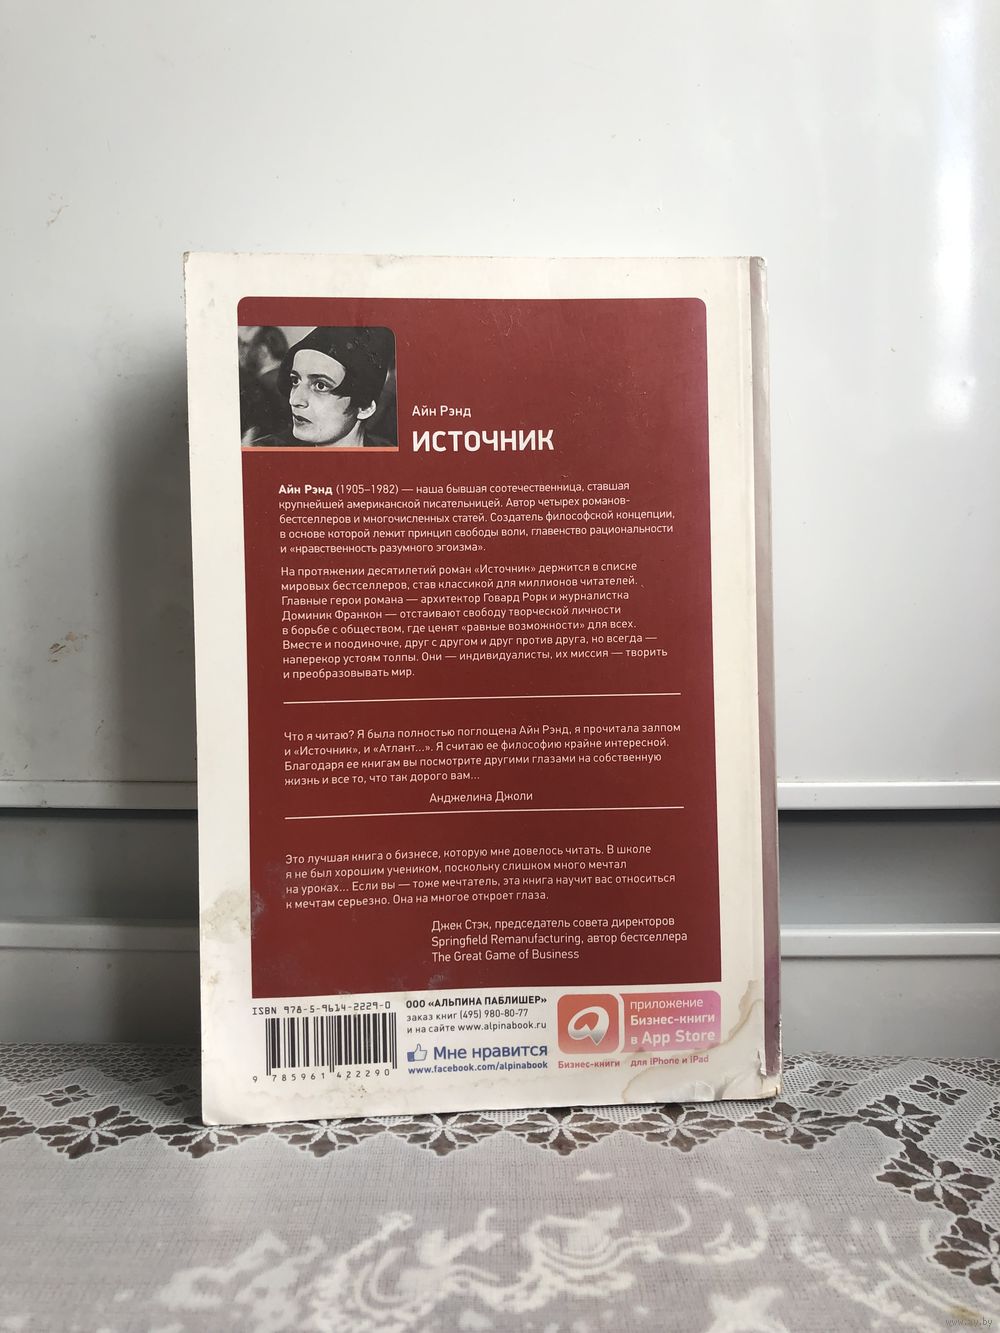 Айн Рэнд
ИСТОЧНИК
Айн Рэнд (1905–1982) — наша бывшая соотечественница, ставшая
крупнейшей американской писательницей. Автор четырех романов-
бестселлеров и многочисленных статей. Создатель философской концепции,
в основе которой лежит принцип свободы воли, главенство рациональности
и «нравственность разумного эгоизма».
На протяжении десятилетий роман «Источник» держится в списке
мировых бестселлеров, став классикой для миллионов читателей.
Главные герои романа — архитектор Говард Рорк и журналистка
Доминик Франкон — отстаивают свободу творческой личности
в борьбе с обществом, где ценят «равные возможности» для всех.
Вместе и поодиночке, друг с другом и друг против друга, но всегда —
наперекор устоям толпы. Они — индивидуалисты, их миссия — творить
и преобразовывать мир.
Что я читаю? Я была полностью поглощена Айн Рэнд, я прочитала залпом
и «Источник», и «Атлант...». Я считаю ее философию крайне интересной.
Благодаря ее книгам вы посмотрите другими глазами на собственную
жизнь и все то, что так дорого вам...
Анджелина Джоли
Это лучшая книга о бизнесе, которую мне довелось читать. В школе
я не был хорошим учеником, поскольку слишком много мечтал
на уроках... Если вы — тоже мечтатель, эта книга научит вас относиться
к мечтам серьезно. Она на многое откроет глаза.
Джек Стэк, председатель совета директоров
Springfield Remanufacturing, автор бестселлера
The Great Game of Business
ISBN 978-5-9614-2229-0
9 785961 422290
ООО «АЛЬПИНА ПАБЛИШЕР»
заказ книг (495) 980-80-77
и на сайте www.alpinabook.ru
Мне нравится
www.facebook.com/alpinabook
приложение
Бизнес-книги
в App Store
Бизнес-книги для iPhone и iPad
www.ay.by